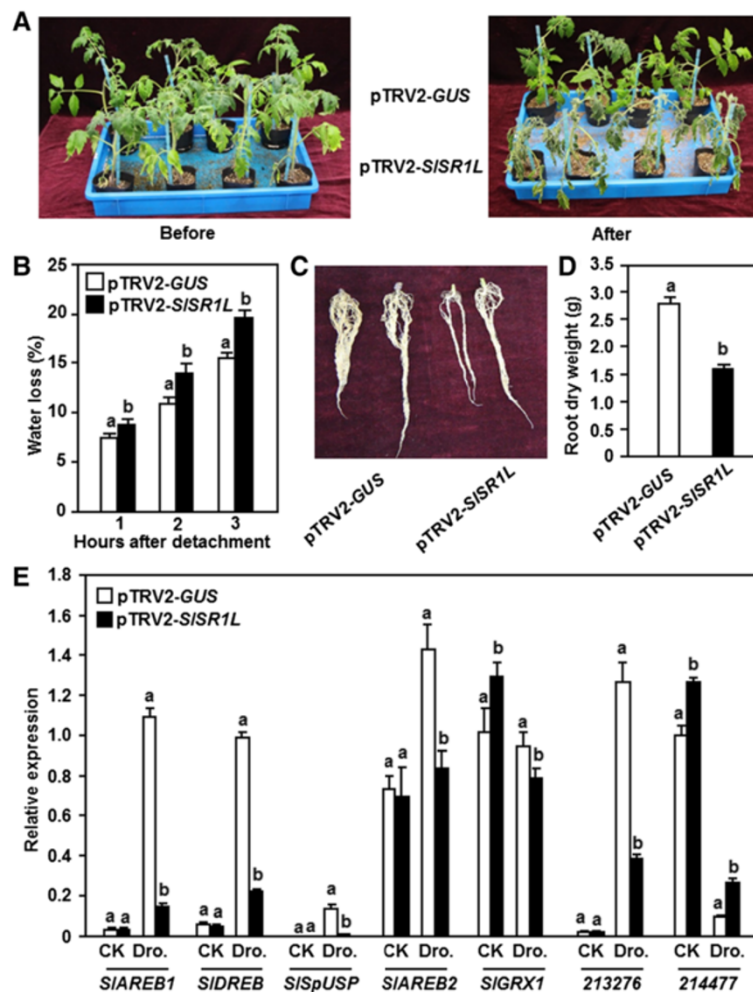 A
pTRV2-GUS
pTRV2-SlSR1L
Before
After
B
pTRV2-GUS
pTRV2-SlSR1L
Water loss (%)
25
20
15
10
5
0
a
b
a
b
a
b
1
2
3
Hours after detachment
C
pTRV2-GUS
pTRV2-SlSR1L
D
Root dry weight (g)
3.5
3.0
2.5
2.0
1.5
1.0
0.5
0.0
a
b
pTRV2-GUS
pTRV2-SlSR1L
E
pTRV2-GUS
pTRV2-SlSR1L
Relative expression
1.8
1.6
1.4
1.2
1.0
0.8
0.6
0.4
0.2
0
a a a b
a a a b
a a a b
a a a b
a b a b
a a a b
a b a b
CK Dro. CK Dro. CK Dro. CK Dro. CK Dro. CK Dro. CK Dro.
SlAREB1 SlDREB SlSpUSP SlAREB2 SlGRX1 213276 214477